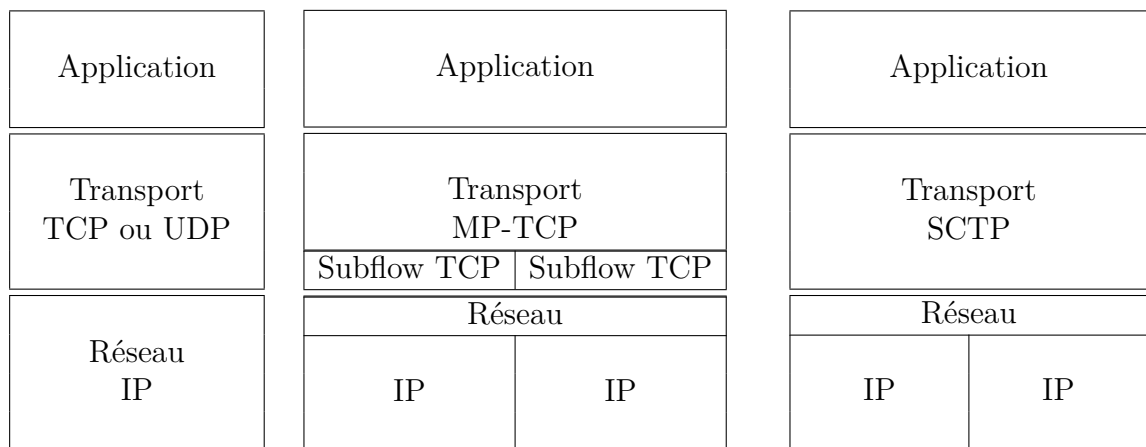 Application
Transport
TCP ou UDP
Réseau
IP
Application
Transport
MP-TCP
Subflow TCP
Subflow TCP
Réseau
IP
IP
Application
Transport
SCTP
Réseau
IP
IP